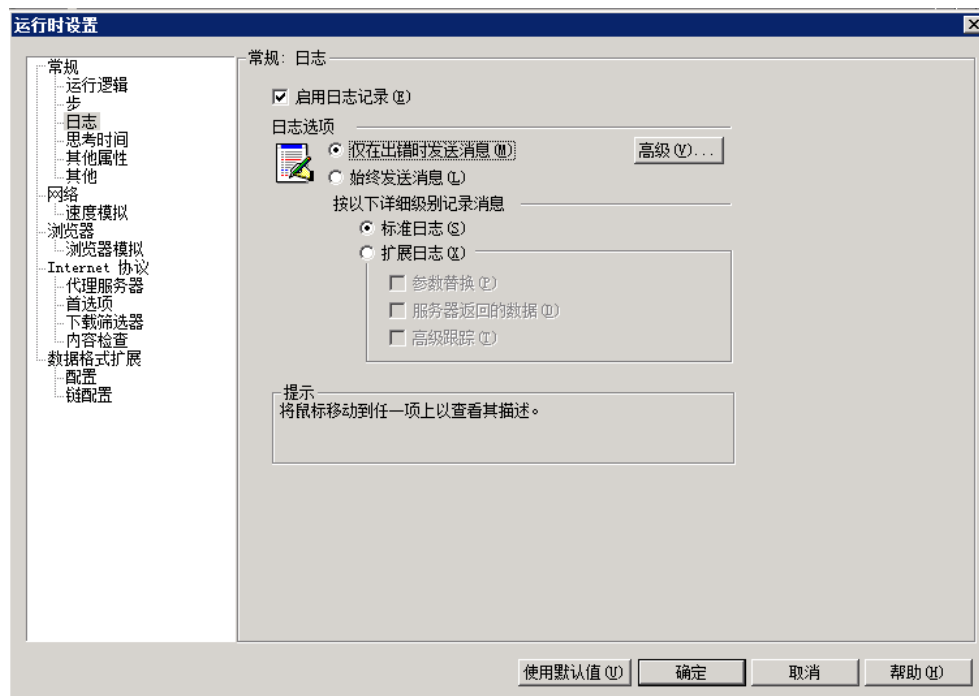 运行时设置
常规
运行逻辑
步
日志
思考时间
其他属性
其他
网络
速度模拟
浏览器
浏览器模拟
Internet 协议
代理服务器
首选项
下载筛选器
内容检查
数据格式扩展
配置
链配置
常规: 日志
启用日志记录(E)
日志选项
仅在出错时发送消息(M)
高级(V)...
始终发送消息(L)
按以下详细级别记录消息
标准日志(S)
扩展日志(X)
参数替换(P)
服务器返回的数据(D)
高级跟踪(T)
提示
将鼠标移动到任一项上以查看其描述。
使用默认值(U)
确定
取消
帮助(H)